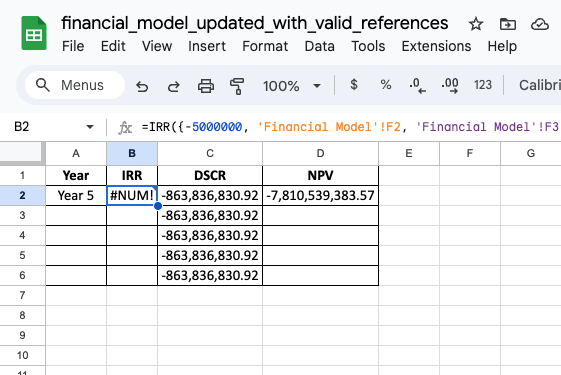 financial_model_updated_with_valid_references
File Edit View Insert Format Data Tools Extensions Help
Menus 100% $ % .0 .00 123 Calibri
B2 fx =IRR({-5000000, 'Financial Model'!F2, 'Financial Model'!F3
A B C D E F G
1 Year IRR DSCR NPV
2 Year 5 #NUM! -863,836,830.92 -7,810,539,383.57
3 -863,836,830.92
4 -863,836,830.92
5 -863,836,830.92
6 -863,836,830.92
7
8
9
10